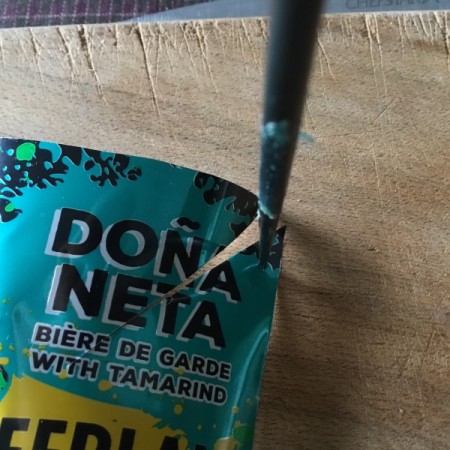 DOÑA
NETA
BIÈRE DE GARDE
WITH TAMARIND